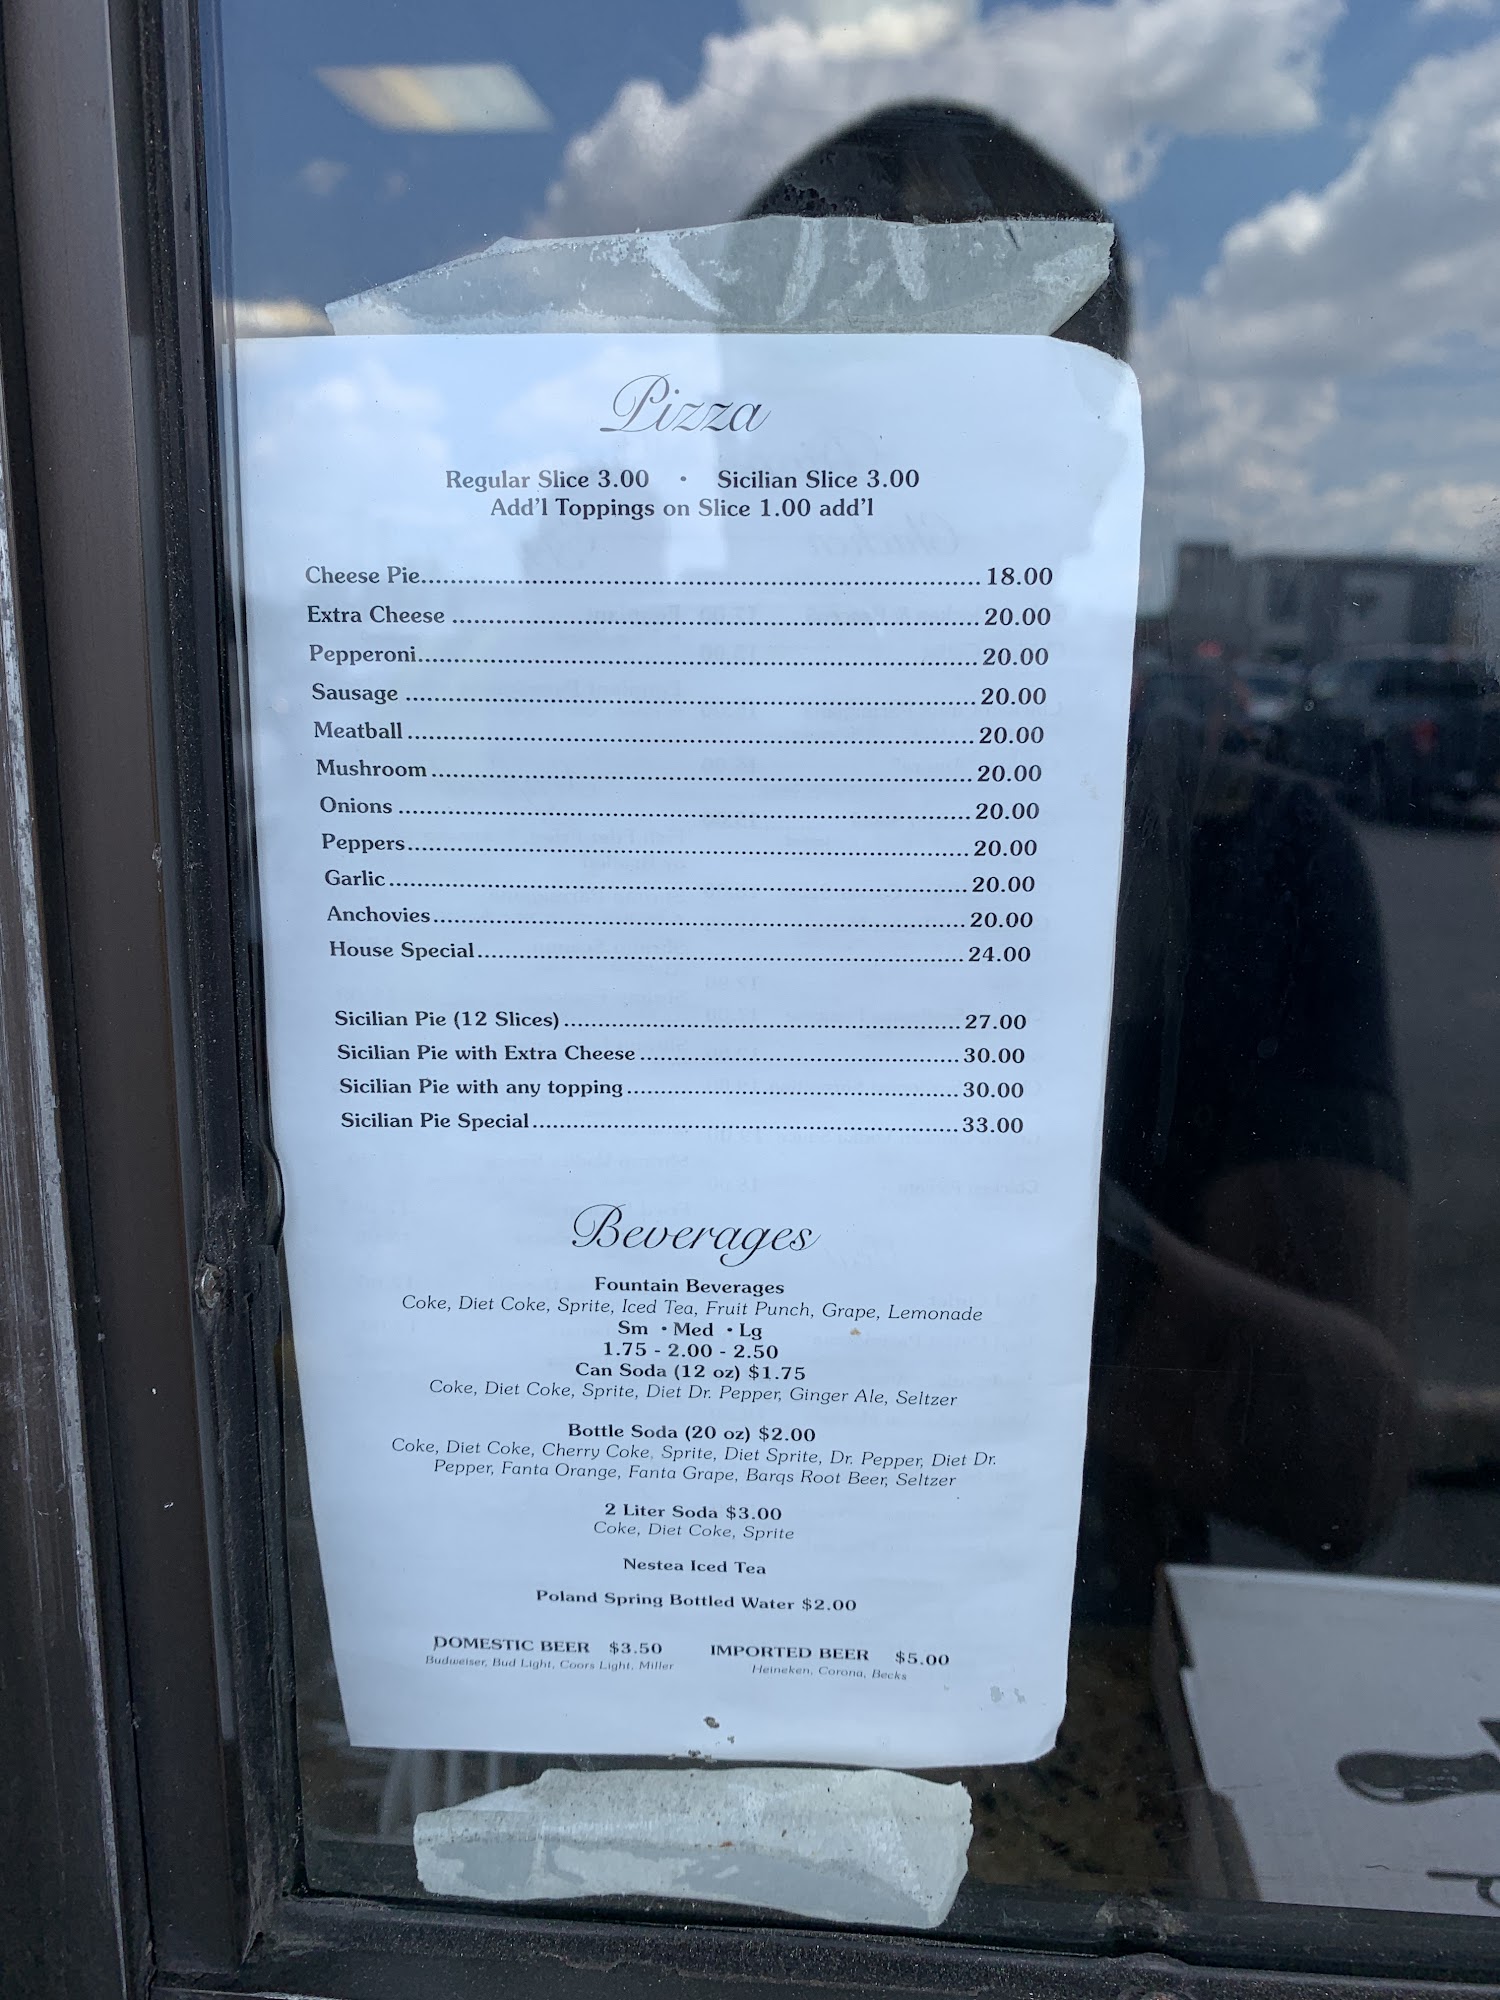 Pizza
Regular Slice 3.00 • Sicilian Slice 3.00
Add'l Toppings on Slice 1.00 add'l
Cheese Pie 18.00
Extra Cheese 20.00
Pepperoni 20.00
Sausage 20.00
Meatball 20.00
Mushroom 20.00
Onions 20.00
Peppers 20.00
Garlic 20.00
Anchovies 20.00
House Special 24.00
Sicilian Pie (12 Slices) 27.00
Sicilian Pie with Extra Cheese 30.00
Sicilian Pie with any topping 30.00
Sicilian Pie Special 33.00
Beverages
Fountain Beverages
Coke, Diet Coke, Sprite, Iced Tea, Fruit Punch, Grape, Lemonade
Sm • Med • Lg
1.75 - 2.00 - 2.50
Can Soda (12 oz) $1.75
Coke, Diet Coke, Sprite, Diet Dr. Pepper, Ginger Ale, Seltzer
Bottle Soda (20 oz) $2.00
Coke, Diet Coke, Cherry Coke, Sprite, Diet Sprite, Dr. Pepper, Diet Dr.
Pepper, Fanta Orange, Fanta Grape, Barqs Root Beer, Seltzer
2 Liter Soda $3.00
Coke, Diet Coke, Sprite
Nestea Iced Tea
Poland Spring Bottled Water $2.00
DOMESTIC BEER $3.50 IMPORTED BEER $5.00
Budweiser, Bud Light, Coors Light, Miller Heineken, Corona, Becks